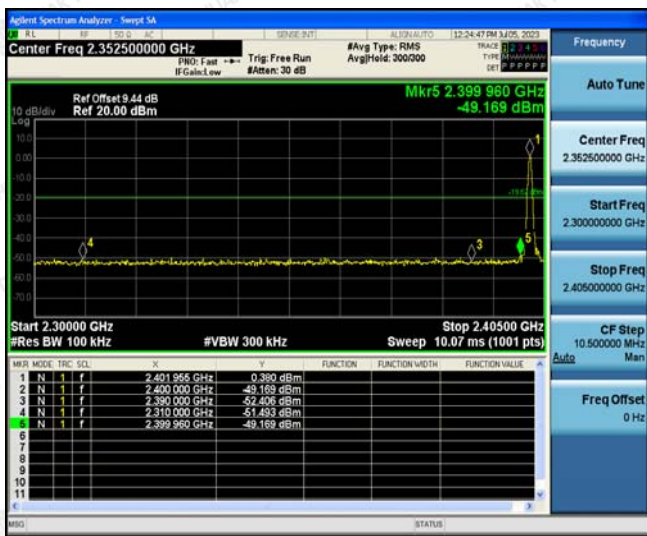 Agilent Spectrum Analyzer - Swept SA
RL RF 50 Ω AC SENSE:INT ALIGN AUTO 12:24:47 PM Jul 05, 2023
Center Freq 2.352500000 GHz
PNO: Fast
IFGain:Low
Trig: Free Run
#Atten: 30 dB
#Avg Type: RMS
Avg|Hold: 300/300
TRACE 1 2 3 4 5 6
TYPE
DET P P P P P P
Ref Offset 9.44 dB
Ref 20.00 dBm
10 dB/div
Log
Mkr5 2.399 960 GHz
-49.169 dBm
10.0
0.00
-10.0
-20.0
-30.0
-40.0
-50.0
-60.0
-70.0
1
4
3
5
Start 2.30000 GHz
Stop 2.40500 GHz
#Res BW 100 kHz #VBW 300 kHz Sweep 10.07 ms (1001 pts)
MKR MODE TRC SCL X Y FUNCTION FUNCTION WIDTH FUNCTION VALUE
1 N 1 f 2.401 955 GHz 0.380 dBm
2 N 1 f 2.400 000 GHz -49.169 dBm
3 N 1 f 2.390 000 GHz -52.406 dBm
4 N 1 f 2.310 000 GHz -51.493 dBm
5 N 1 f 2.399 960 GHz -49.169 dBm
6
7
8
9
10
11
MSG STATUS
Frequency
Auto Tune
Center Freq
2.352500000 GHz
Start Freq
2.300000000 GHz
Stop Freq
2.405000000 GHz
CF Step
10.500000 MHz
Auto Man
Freq Offset
0 Hz